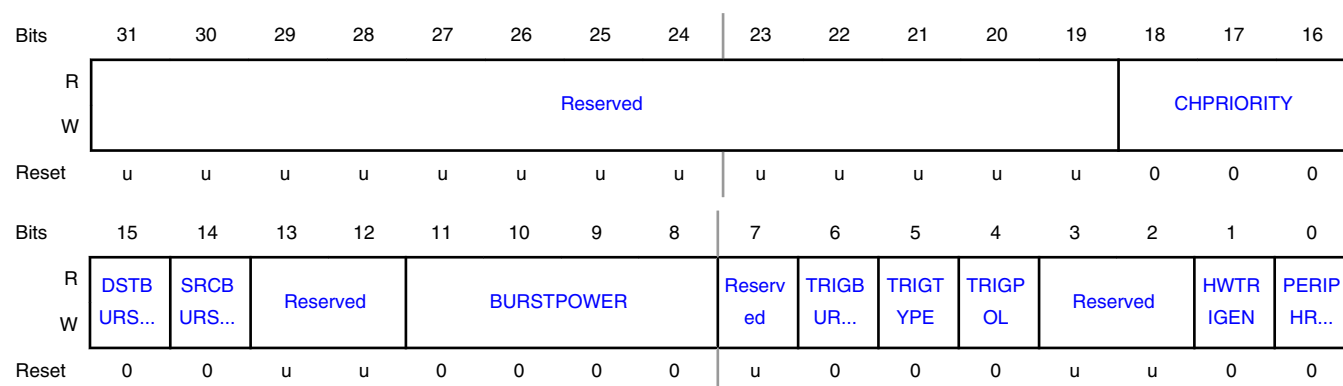 Bits 31 30 29 28 27 26 25 24 23 22 21 20 19 18 17 16
R
Reserved CHPRIORITY
W
Reset u u u u u u u u u u u u u 0 0 0
Bits 15 14 13 12 11 10 9 8 7 6 5 4 3 2 1 0
R DSTB SRCB Reserved BURSTPOWER Reserv TRIGB TRIGT TRIGP Reserved HWTR PERIP
W URS... URS... ed UR... YPE OL IGEN HR...
Reset 0 0 u u 0 0 0 0 u 0 0 0 u u 0 0